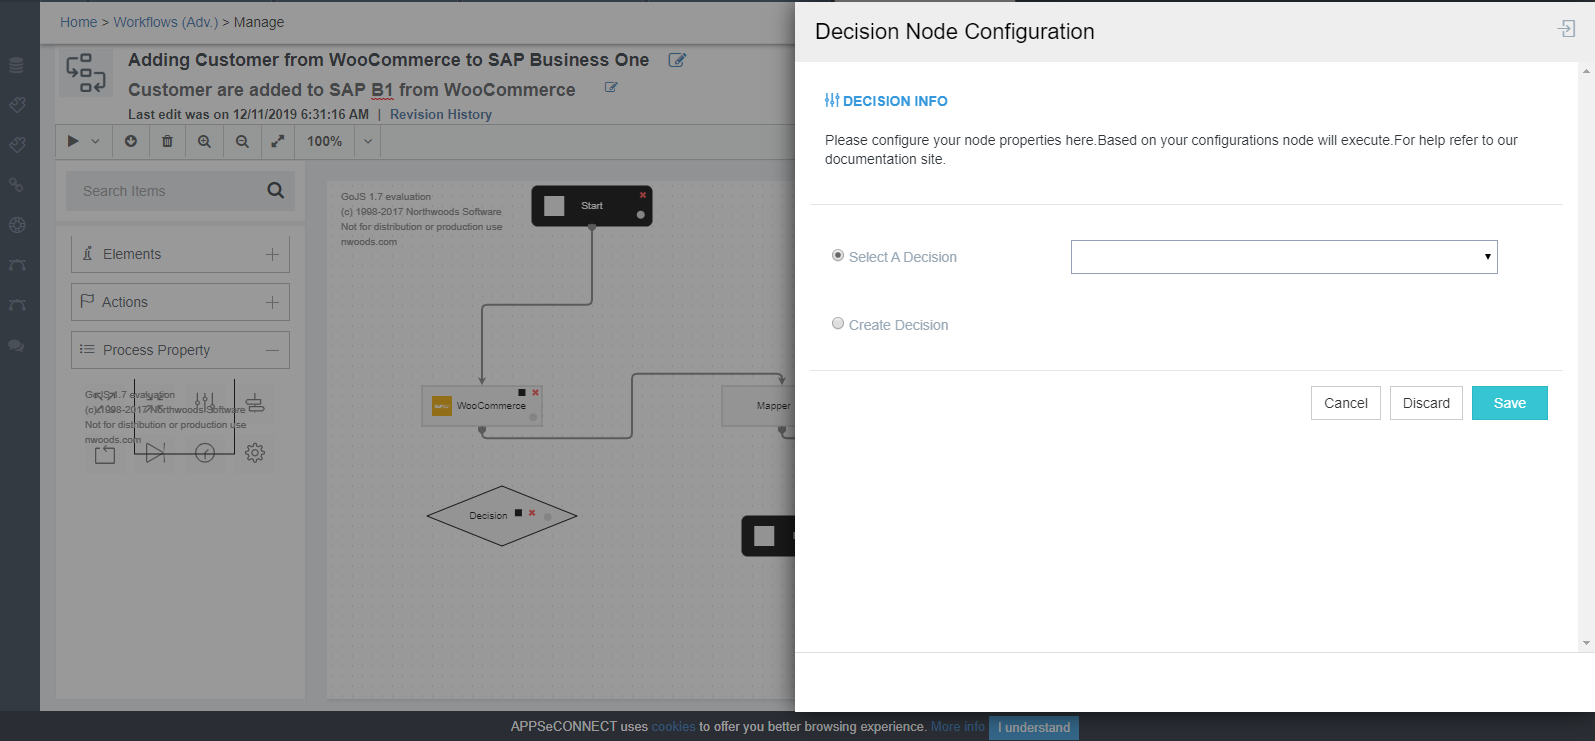 Home > Workflows (Adv.) > Manage
Adding Customer from WooCommerce to SAP Business One
Customer are added to SAP B1 from WooCommerce
Last edit was on 12/11/2019 6:31:16 AM | Revision History
100%
Search Items
Elements
Actions
Process Property
GoJS 1.7 evaluation
(c) 1998-2017 Northwoods Software
Not for distribution or production use
nwoods.com
GoJS 1.7 evaluation
(c) 1998-2017 Northwoods Software
Not for distribution or production use
nwoods.com
Start
WooCommerce
Mapper
Decision
Decision Node Configuration
DECISION INFO
Please configure your node properties here.Based on your configurations node will execute.For help refer to our
documentation site.
Select A Decision
Create Decision
Cancel
Discard
Save
APPSeCONNECT uses cookies to offer you better browsing experience. More info I understand